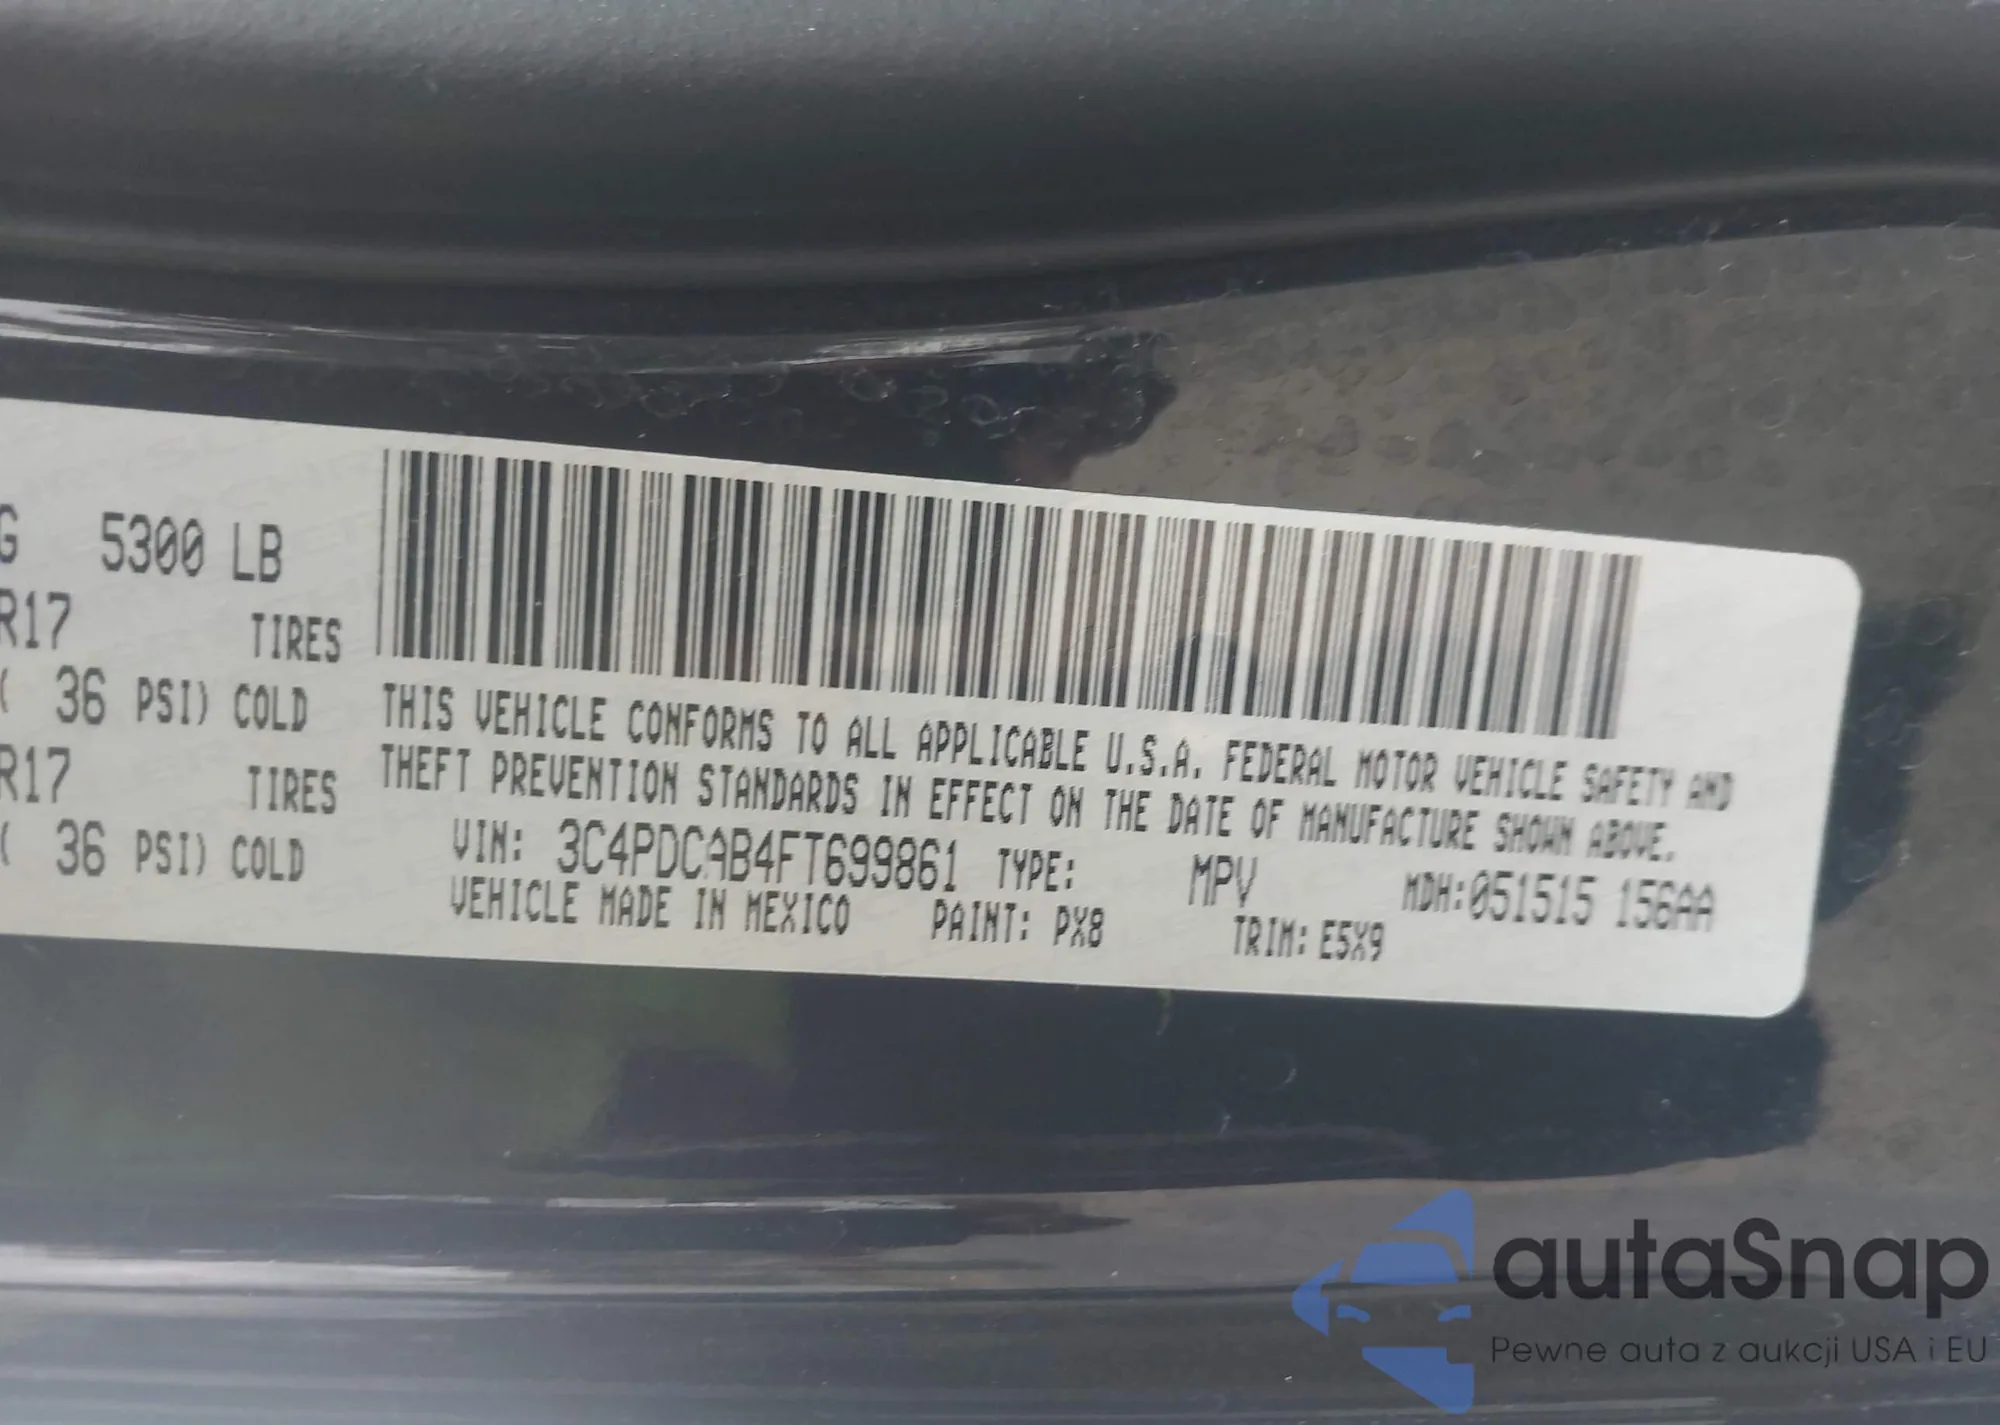 G 5300 LB
R17 TIRES
( 36 PSI) COLD
R17 TIRES
( 36 PSI) COLD
THIS VEHICLE CONFORMS TO ALL APPLICABLE U.S.A. FEDERAL MOTOR VEHICLE SAFETY AND
THEFT PREVENTION STANDARDS IN EFFECT ON THE DATE OF MANUFACTURE SHOWN ABOVE.
VIN: 3C4PDCAB4FT699861 TYPE: MPV MDH:051515 156AA
VEHICLE MADE IN MEXICO PAINT: PX8 TRIM: E5X9
autaSnap
Pewne auta z aukcji USA i EU